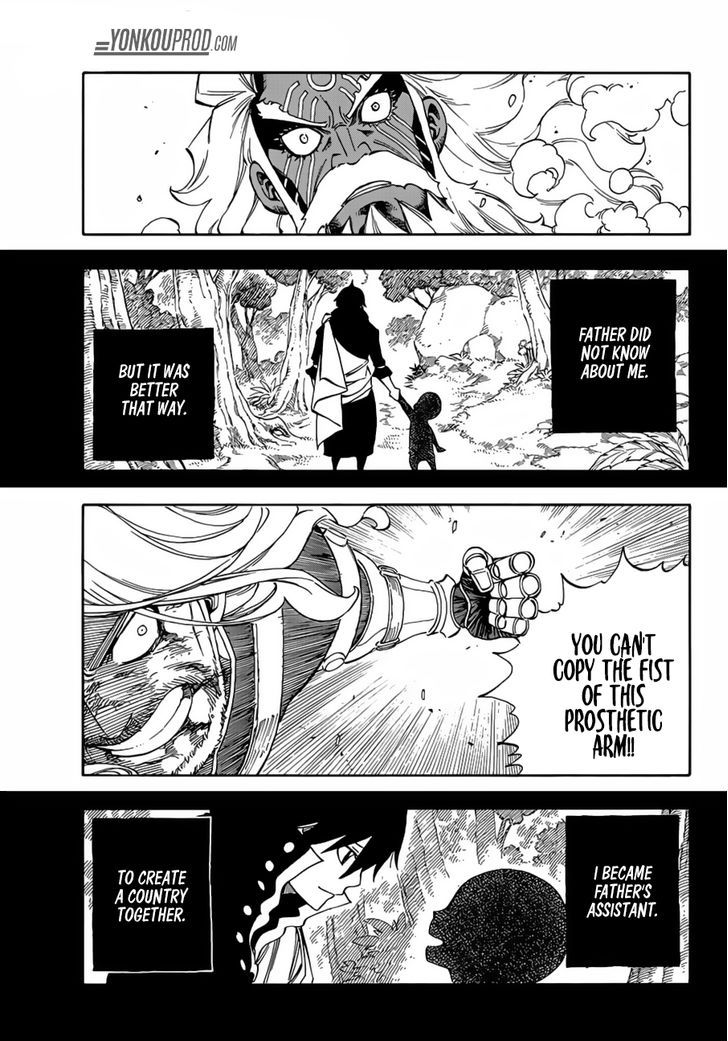 YONKOUPROD.COM
FATHER DID
NOT KNOW
ABOUT ME.
BUT IT WAS
BETTER
THAT WAY.
YOU CAN'T
COPY THE FIST
OF THIS
PROSTHETIC
ARM!!
I BECAME
FATHER'S
ASSISTANT.
TO CREATE
A COUNTRY
TOGETHER.